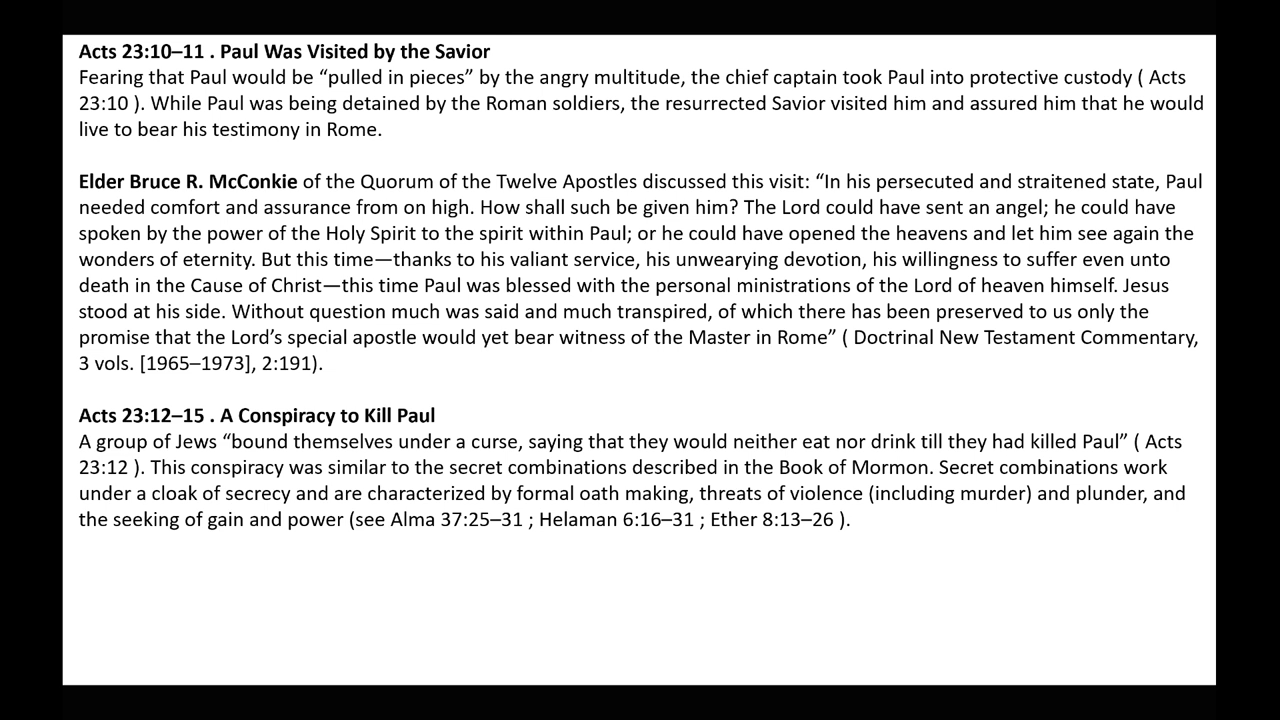 Acts 23:10–11 . Paul Was Visited by the Savior
Fearing that Paul would be “pulled in pieces” by the angry multitude, the chief captain took Paul into protective custody ( Acts
23:10 ). While Paul was being detained by the Roman soldiers, the resurrected Savior visited him and assured him that he would
live to bear his testimony in Rome.
Elder Bruce R. McConkie of the Quorum of the Twelve Apostles discussed this visit: “In his persecuted and straitened state, Paul
needed comfort and assurance from on high. How shall such be given him? The Lord could have sent an angel; he could have
spoken by the power of the Holy Spirit to the spirit within Paul; or he could have opened the heavens and let him see again the
wonders of eternity. But this time—thanks to his valiant service, his unwearying devotion, his willingness to suffer even unto
death in the Cause of Christ—this time Paul was blessed with the personal ministrations of the Lord of heaven himself. Jesus
stood at his side. Without question much was said and much transpired, of which there has been preserved to us only the
promise that the Lord’s special apostle would yet bear witness of the Master in Rome” ( Doctrinal New Testament Commentary,
3 vols. [1965–1973], 2:191).
Acts 23:12–15 . A Conspiracy to Kill Paul
A group of Jews “bound themselves under a curse, saying that they would neither eat nor drink till they had killed Paul” ( Acts
23:12 ). This conspiracy was similar to the secret combinations described in the Book of Mormon. Secret combinations work
under a cloak of secrecy and are characterized by formal oath making, threats of violence (including murder) and plunder, and
the seeking of gain and power (see Alma 37:25–31 ; Helaman 6:16–31 ; Ether 8:13–26 ).